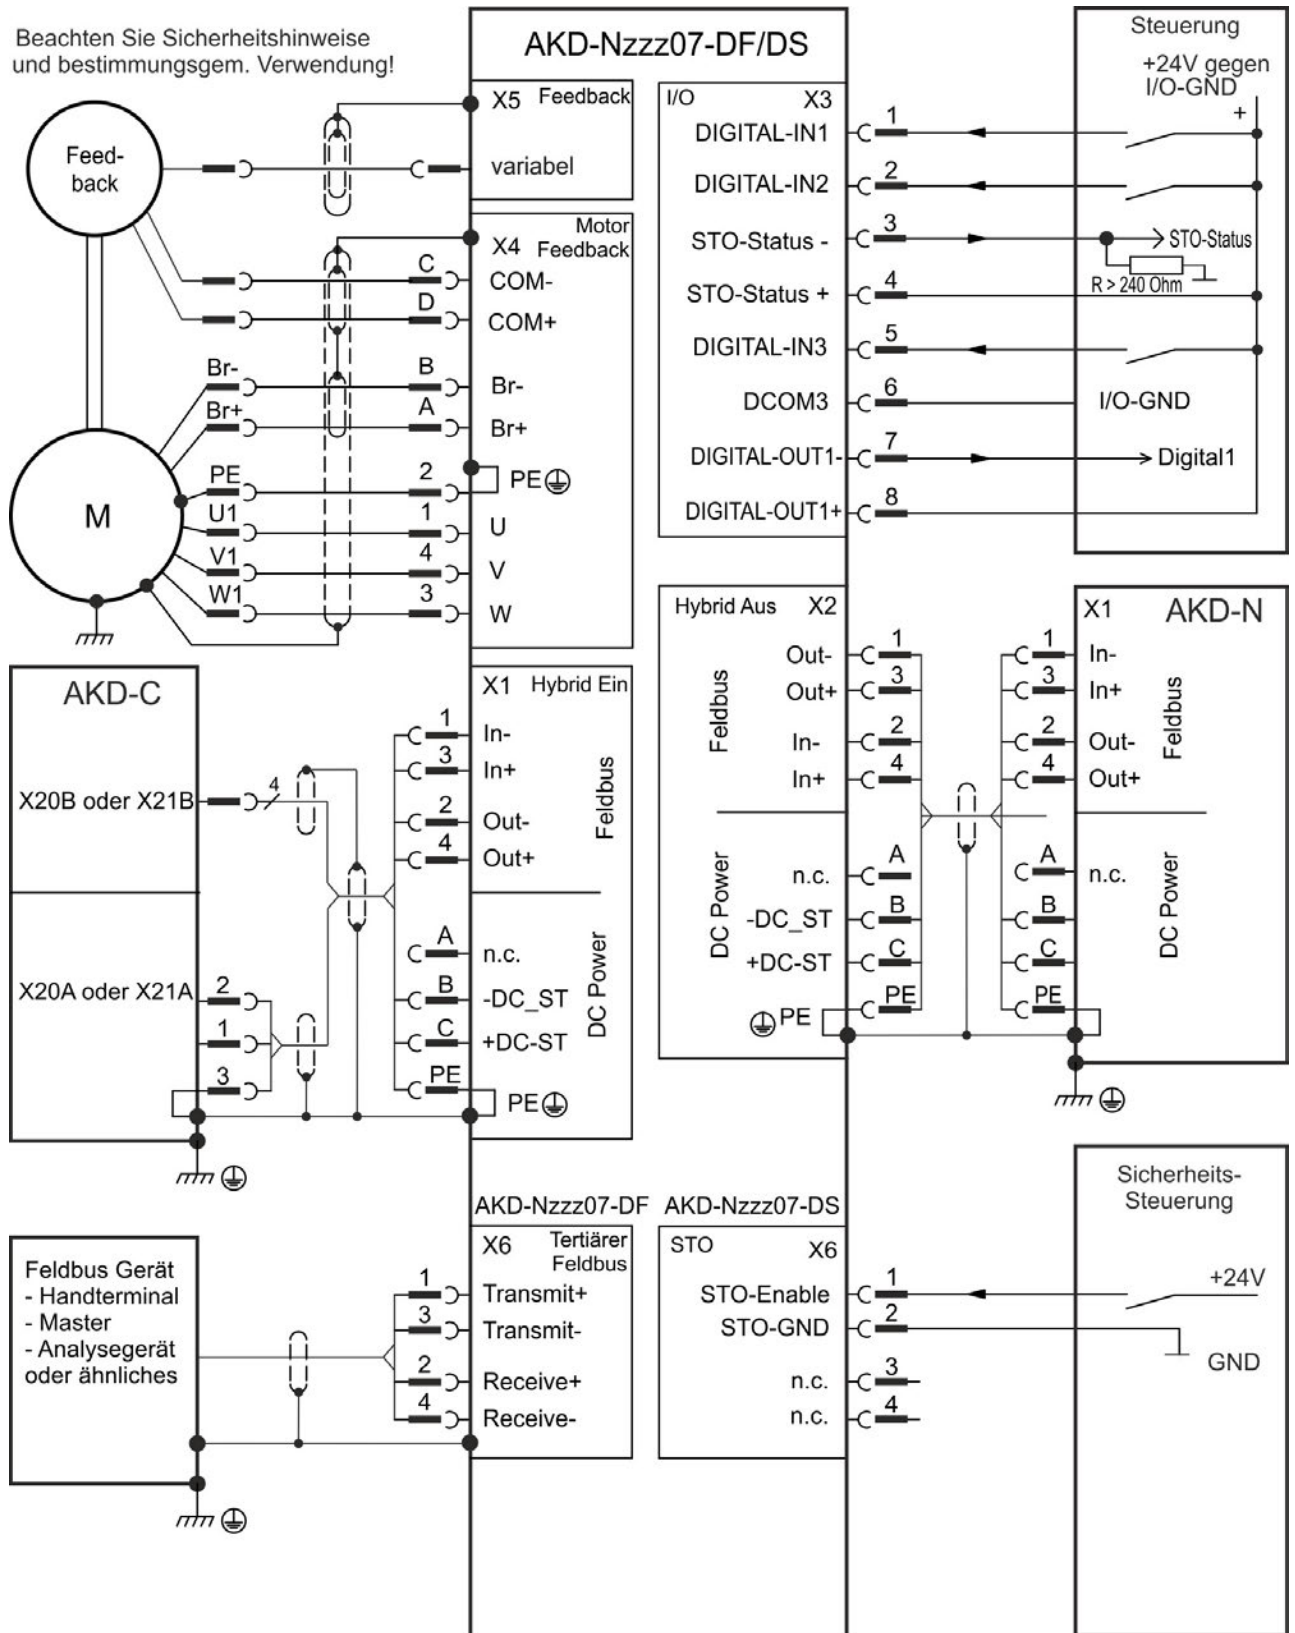 Beachten Sie Sicherheitshinweise
und bestimmungsgem. Verwendung!
AKD-Nzzz07-DF/DS
Feed-
back
X5 Feedback
variabel
X4 Motor
Feedback
C
COM-
D
COM+
Br-
B
Br-
Br+
A
Br+
PE
2
PE
M
U1
1
U
V1
4
V
W1
3
W
I/O X3
DIGITAL-IN1
1
DIGITAL-IN2
2
STO-Status -
3
STO-Status +
4
DIGITAL-IN3
5
DCOM3
6
DIGITAL-OUT1-
7
DIGITAL-OUT1+
8
Steuerung
+24V gegen
I/O-GND
+
STO-Status
R > 240 Ohm
I/O-GND
Digital1
AKD-C
X20B oder X21B
4
X20A oder X21A
2
1
3
X1 Hybrid Ein
1
In-
3
In+
2
Out-
4
Out+
Feldbus
A
n.c.
B
-DC_ST
C
+DC-ST
PE
PE
DC Power
Hybrid Aus X2
Feldbus
Out-
1
Out+
3
In-
2
In+
4
DC Power
n.c.
A
-DC_ST
B
+DC-ST
C
PE
PE
X1 AKD-N
1
In-
3
In+
2
Out-
4
Out+
Feldbus
A
n.c.
B
C
PE
DC Power
AKD-Nzzz07-DF
X6 Tertiärer
Feldbus
Feldbus Gerät
- Handterminal
- Master
- Analysegerät
oder ähnliches
1
Transmit+
3
Transmit-
2
Receive+
4
Receive-
AKD-Nzzz07-DS
STO X6
STO-Enable
1
STO-GND
2
n.c.
3
n.c.
4
Sicherheits-
Steuerung
+24V
GND